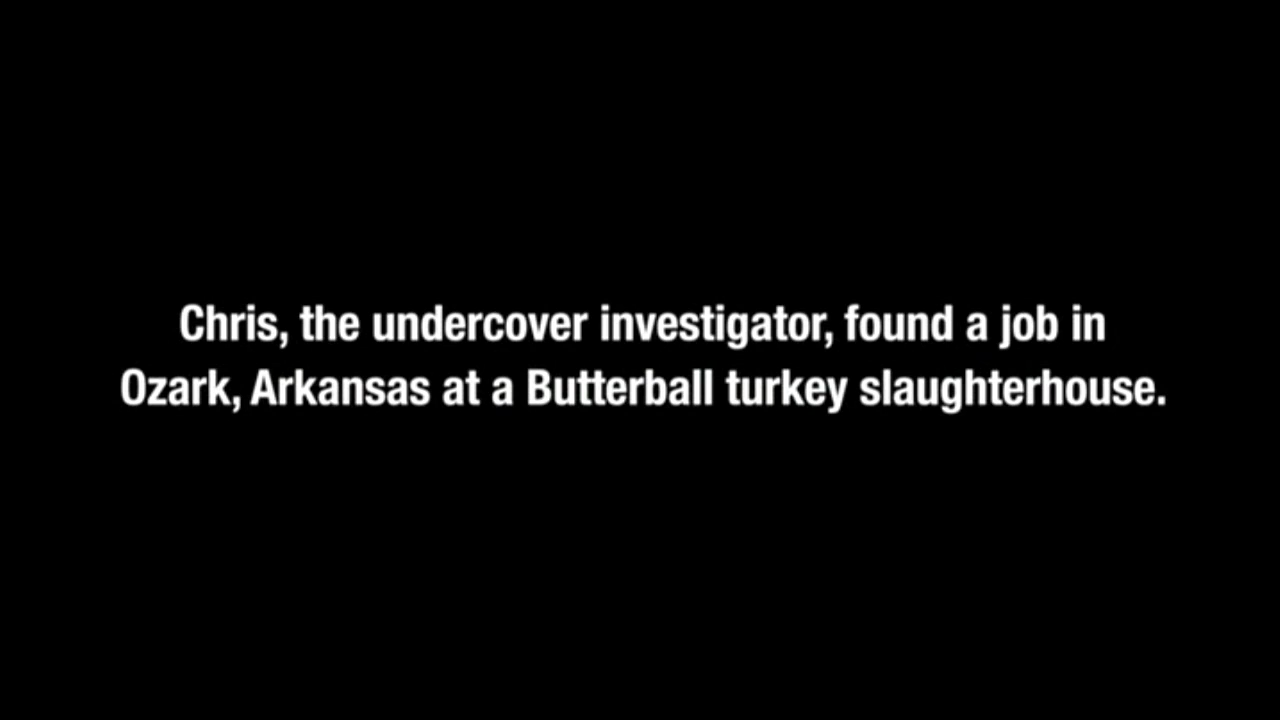 Chris, the undercover investigator, found a job in
Ozark, Arkansas at a Butterball turkey slaughterhouse.